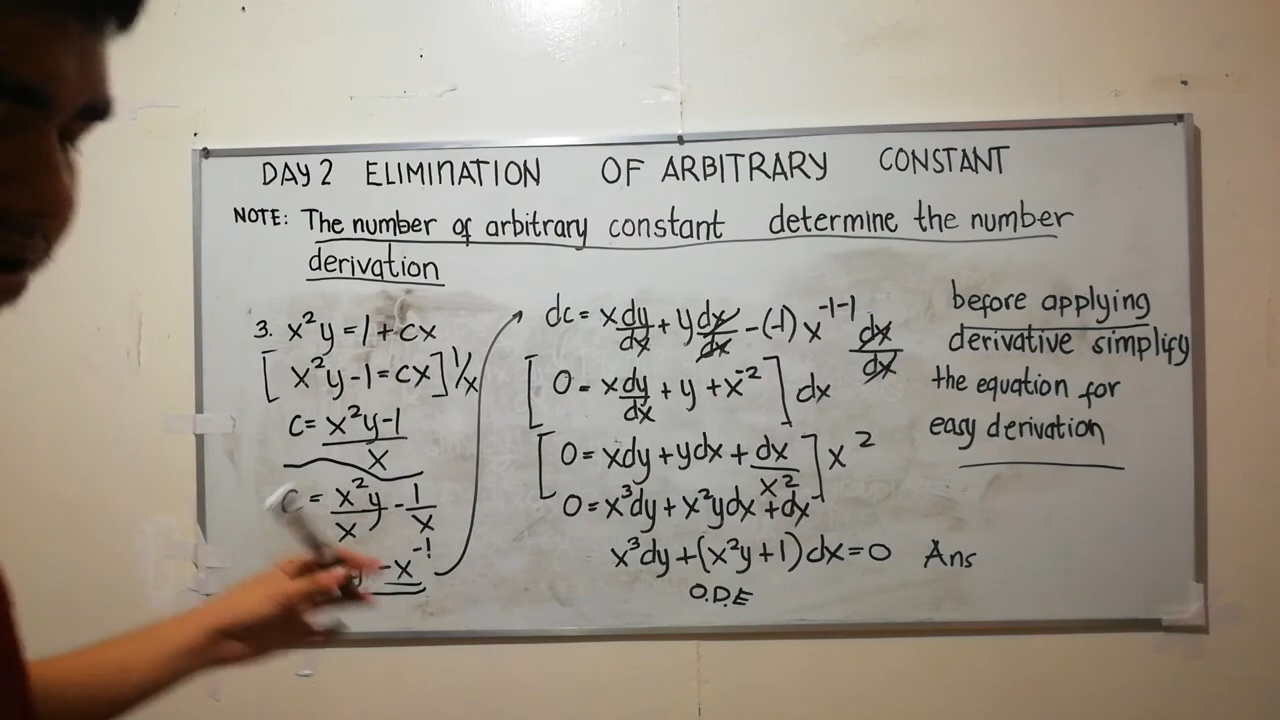 DAY 2 ELIMINATION OF ARBITRARY CONSTANT
NOTE: The number of arbitrary constant determine the number
derivation
3. x²y = 1 + cx
[x²y - 1 = cx] 1/x
c = (x²y - 1)/x
c = x²y/x - 1/x
y - x⁻¹
dc = x dy/dx + y dx/dx - (-1) x⁻¹⁻¹ dx/dx
[0 = x dy/dx + y + x⁻²] dx
[0 = xdy + ydx + dx/x²] x²
0 = x³dy + x²ydx + dx
x³dy + (x²y + 1)dx = 0 Ans
O.D.E
before applying
derivative simplify
the equation for
easy derivation